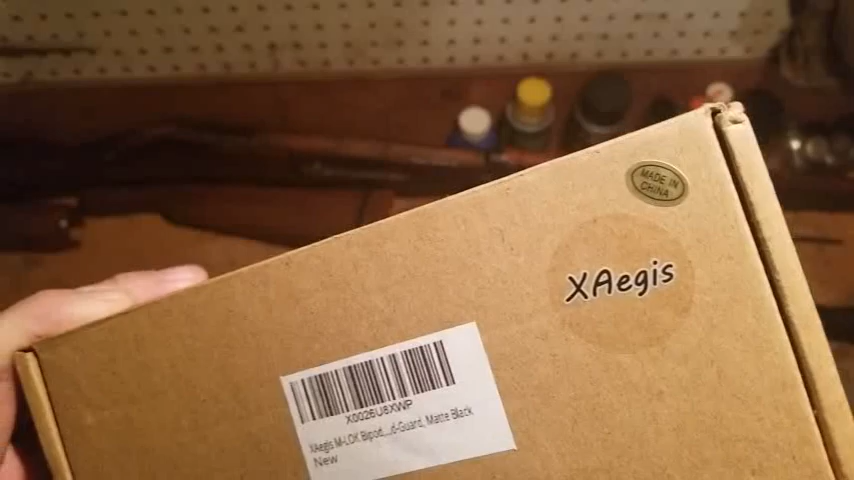 MADE IN
CHINA
XAegis
X0026U8XWP
XAegis M-LOK Bipod...d-Guard, Matte Black
New